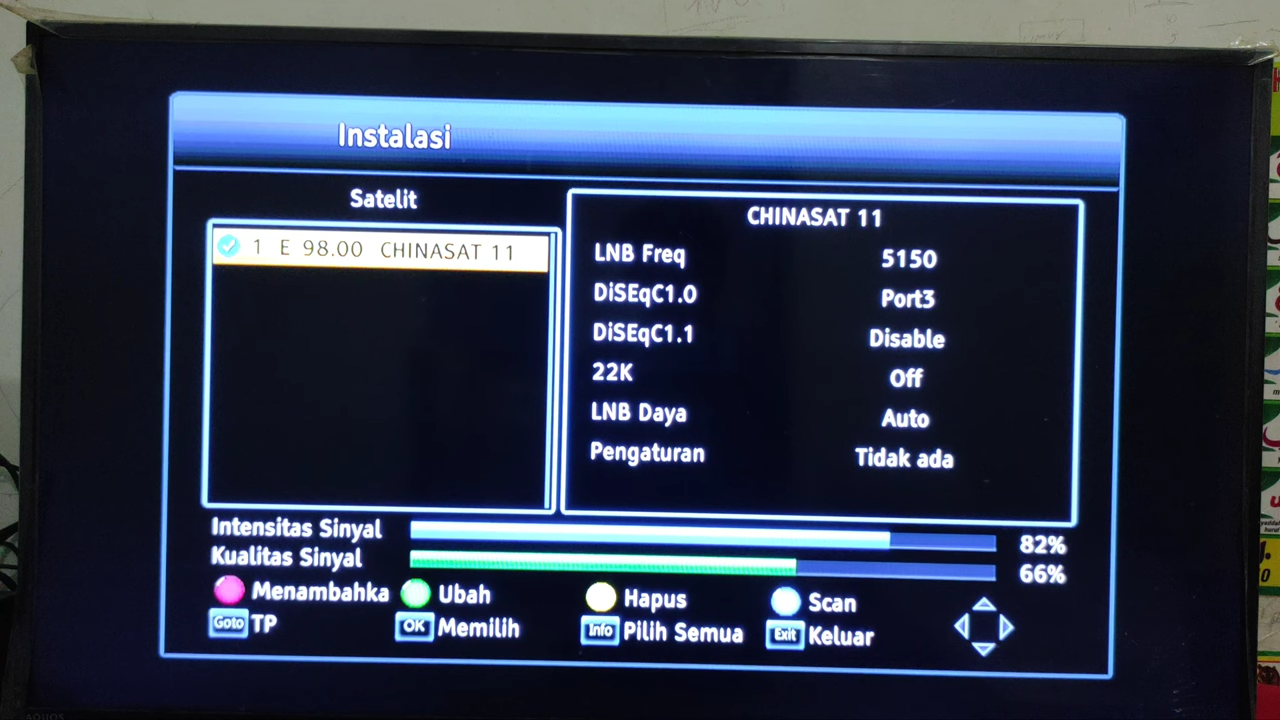 Instalasi
Satelit
1 E 98.00 CHINASAT 11
CHINASAT 11
LNB Freq 5150
DiSEqC1.0 Port3
DiSEqC1.1 Disable
22K Off
LNB Daya Auto
Pengaturan Tidak ada
Intensitas Sinyal 82%
Kualitas Sinyal 66%
Menambahka Ubah Hapus Scan
Goto TP OK Memilih Info Pilih Semua Exit Keluar
AQUOS